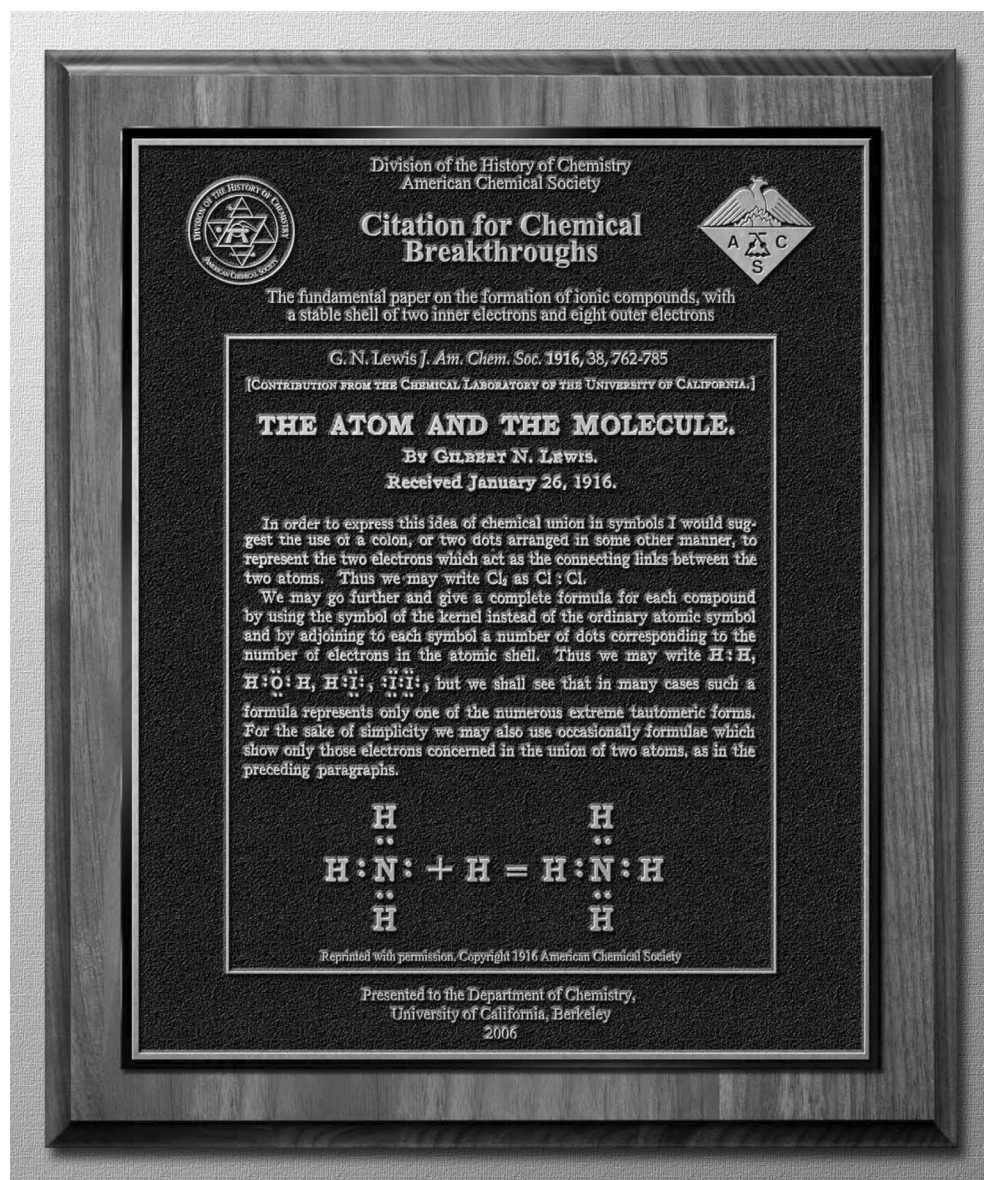 Division of the History of Chemistry
American Chemical Society
DIVISION OF THE HISTORY OF CHEMISTRY
AMERICAN CHEMICAL SOCIETY
Citation for Chemical
Breakthroughs
A C
S
The fundamental paper on the formation of ionic compounds, with
a stable shell of two inner electrons and eight outer electrons
G. N. Lewis J. Am. Chem. Soc. 1916, 38, 762-785
[CONTRIBUTION FROM THE CHEMICAL LABORATORY OF THE UNIVERSITY OF CALIFORNIA.]
THE ATOM AND THE MOLECULE.
BY GILBERT N. LEWIS.
Received January 26, 1916.
In order to express this idea of chemical union in symbols I would sug-
gest the use of a colon, or two dots arranged in some other manner, to
represent the two electrons which act as the connecting links between the
two atoms. Thus we may write Cl₂ as Cl : Cl.
We may go further and give a complete formula for each compound
by using the symbol of the kernel instead of the ordinary atomic symbol
and by adjoining to each symbol a number of dots corresponding to the
number of electrons in the atomic shell. Thus we may write H : H,
H : O : H, H : I :, : I : I :, but we shall see that in many cases such a
formula represents only one of the numerous extreme tautomeric forms.
For the sake of simplicity we may also use occasionally formulae which
show only those electrons concerned in the union of two atoms, as in the
preceding paragraphs.
H H
.. ..
H : N : + H = H : N : H
.. ..
H H
Reprinted with permission. Copyright 1916 American Chemical Society
Presented to the Department of Chemistry,
University of California, Berkeley
2006